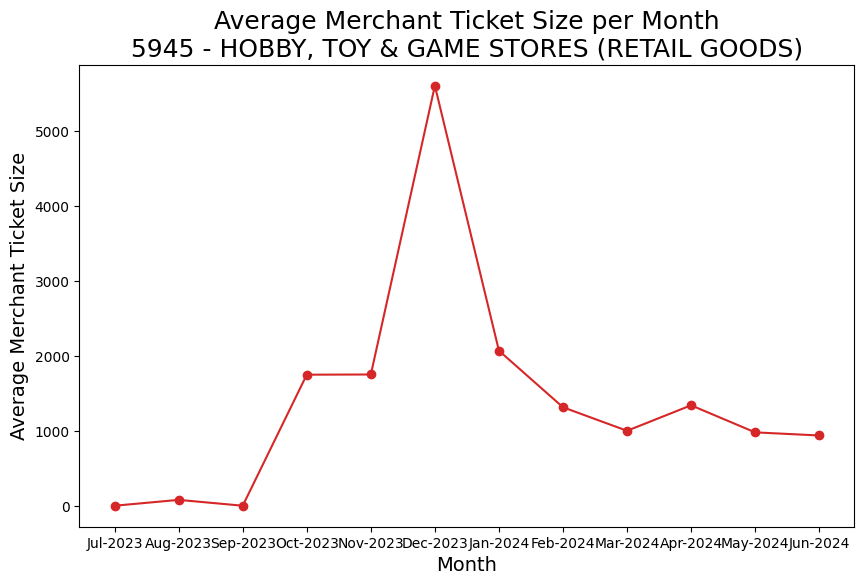 Average Merchant Ticket Size per Month
5945 - HOBBY, TOY & GAME STORES (RETAIL GOODS)
Average Merchant Ticket Size
5000
4000
3000
2000
1000
0
Jul-2023 Aug-2023 Sep-2023 Oct-2023 Nov-2023 Dec-2023 Jan-2024 Feb-2024 Mar-2024 Apr-2024 May-2024 Jun-2024
Month